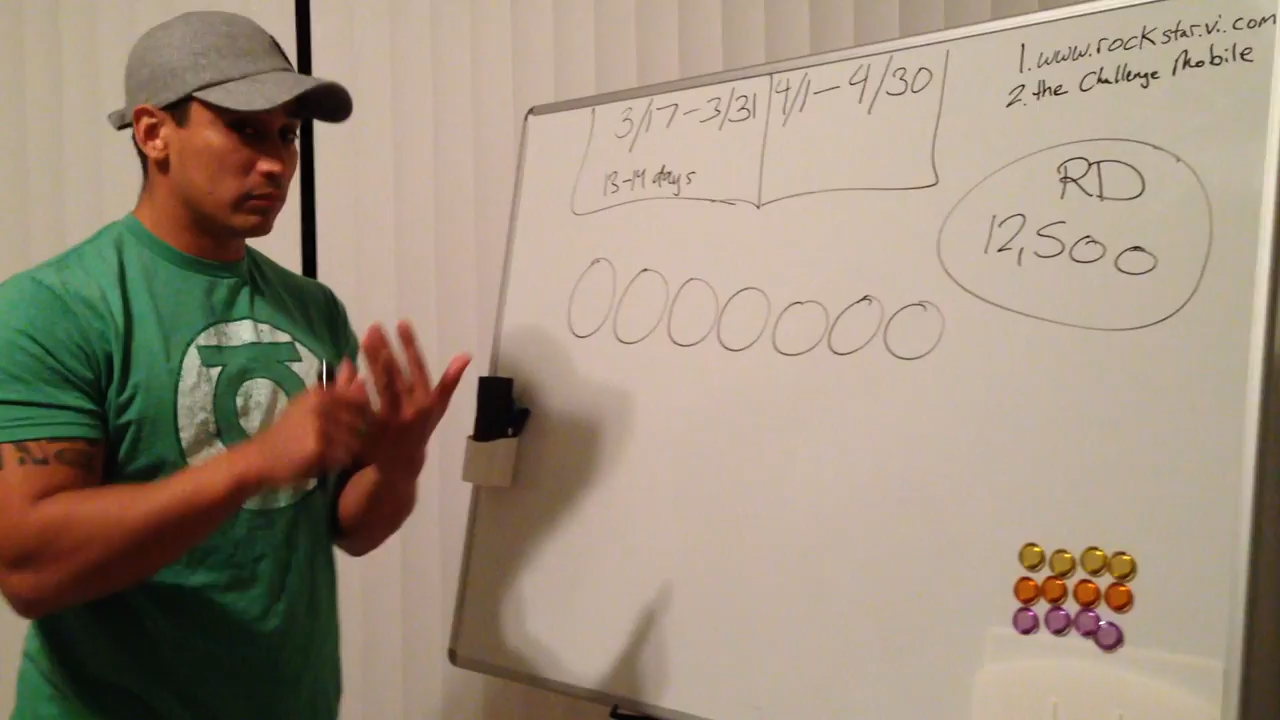 3/17-3/31
4/1-4/30
13-14 days
1. www.rockstar.vi.com
2. the Challenge Mobile
RD
12,500